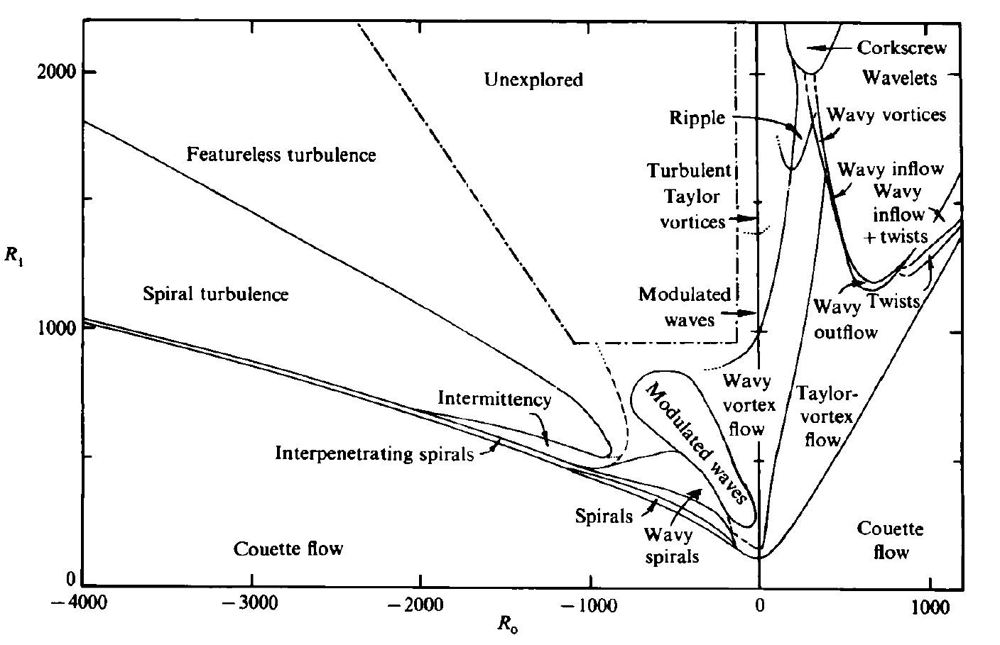 Corkscrew
2000
Unexplored
Wavelets
Ripple
Wavy vortices
Featureless turbulence
Turbulent
Taylor
vortices
Wavy inflow
Wavy
inflow
+ twists
R₁
Spiral turbulence
Modulated
waves
Wavy
outflow
Twists
1000
Intermittency
Modulated waves
Wavy
vortex
flow
Taylor-
vortex
flow
Interpenetrating spirals
Spirals
Wavy
spirals
Couette flow
Couette
flow
0
−4000
−3000
−2000
−1000
0
1000
Rₒ